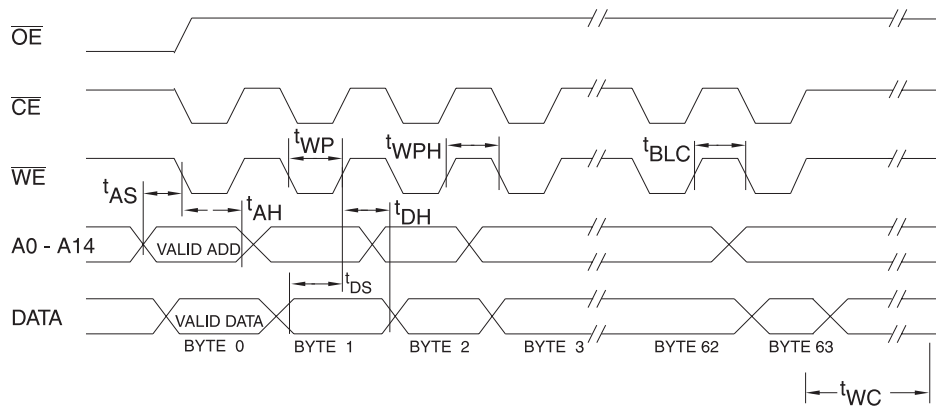 OE
CE
tWP
tWPH
tBLC
WE
tAS
tAH
tDH
A0 - A14
VALID ADD
tDS
DATA
VALID DATA
BYTE 0
BYTE 1
BYTE 2
BYTE 3
BYTE 62
BYTE 63
tWC